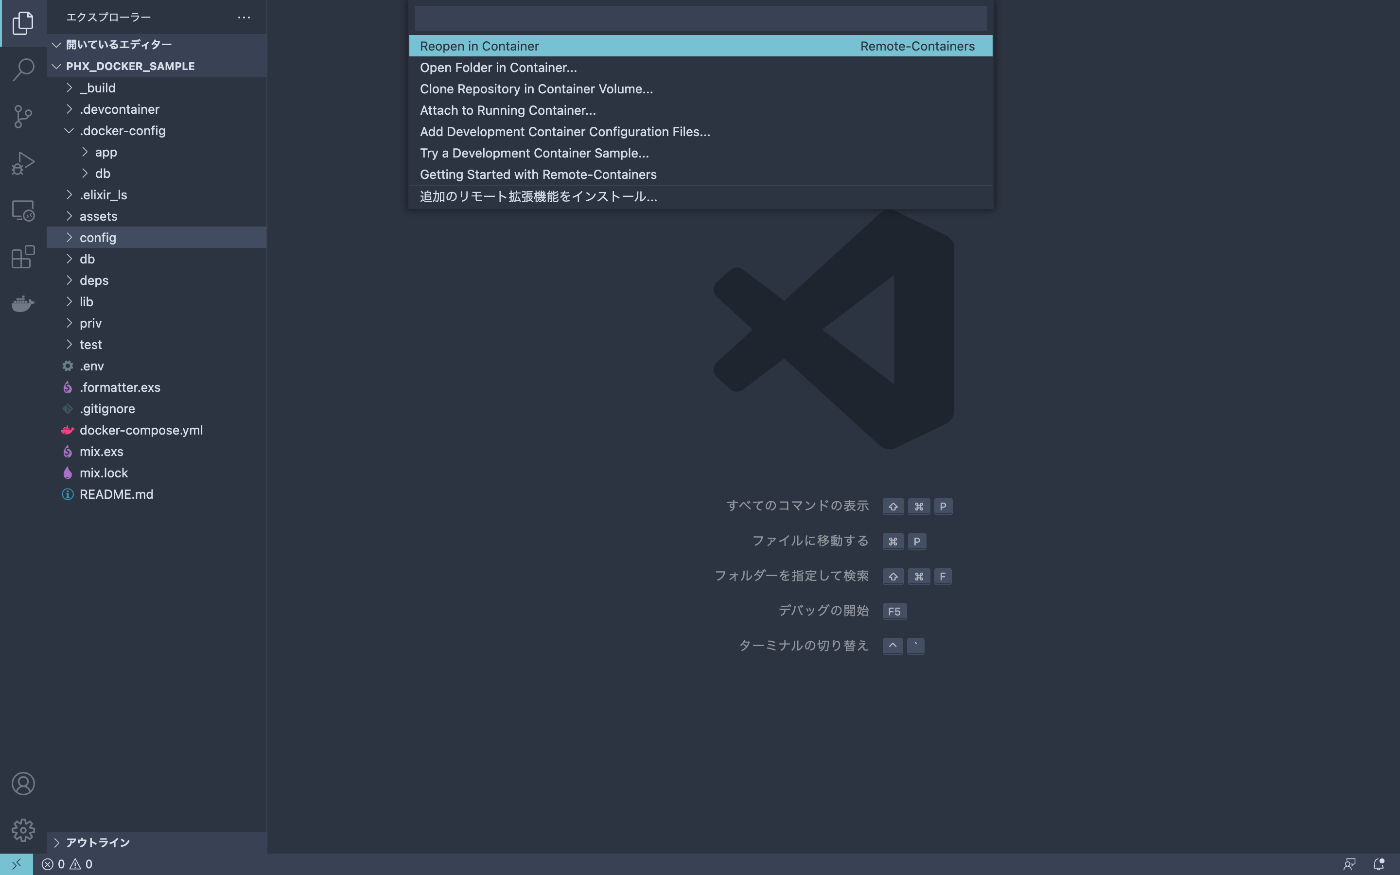 エクスプローラー
開いているエディター
PHX_DOCKER_SAMPLE
_build
.devcontainer
.docker-config
app
db
.elixir_ls
assets
config
db
deps
lib
priv
test
.env
.formatter.exs
.gitignore
docker-compose.yml
mix.exs
mix.lock
README.md
アウトライン
Reopen in Container Remote-Containers
Open Folder in Container...
Clone Repository in Container Volume...
Attach to Running Container...
Add Development Container Configuration Files...
Try a Development Container Sample...
Getting Started with Remote-Containers
追加のリモート拡張機能をインストール...
すべてのコマンドの表示 ⇧ ⌘ P
ファイルに移動する ⌘ P
フォルダーを指定して検索 ⇧ ⌘ F
デバッグの開始 F5
ターミナルの切り替え ^ `
0 0